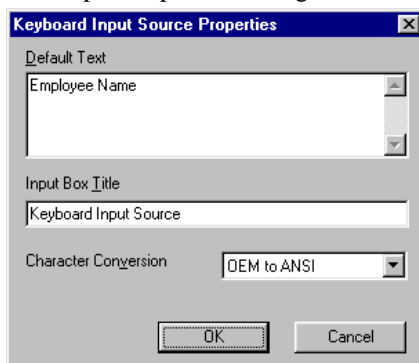 Keyboard Input Source Properties
Default Text
Employee Name
Input Box Title
Keyboard Input Source
Character Conversion
OEM to ANSI
OK
Cancel